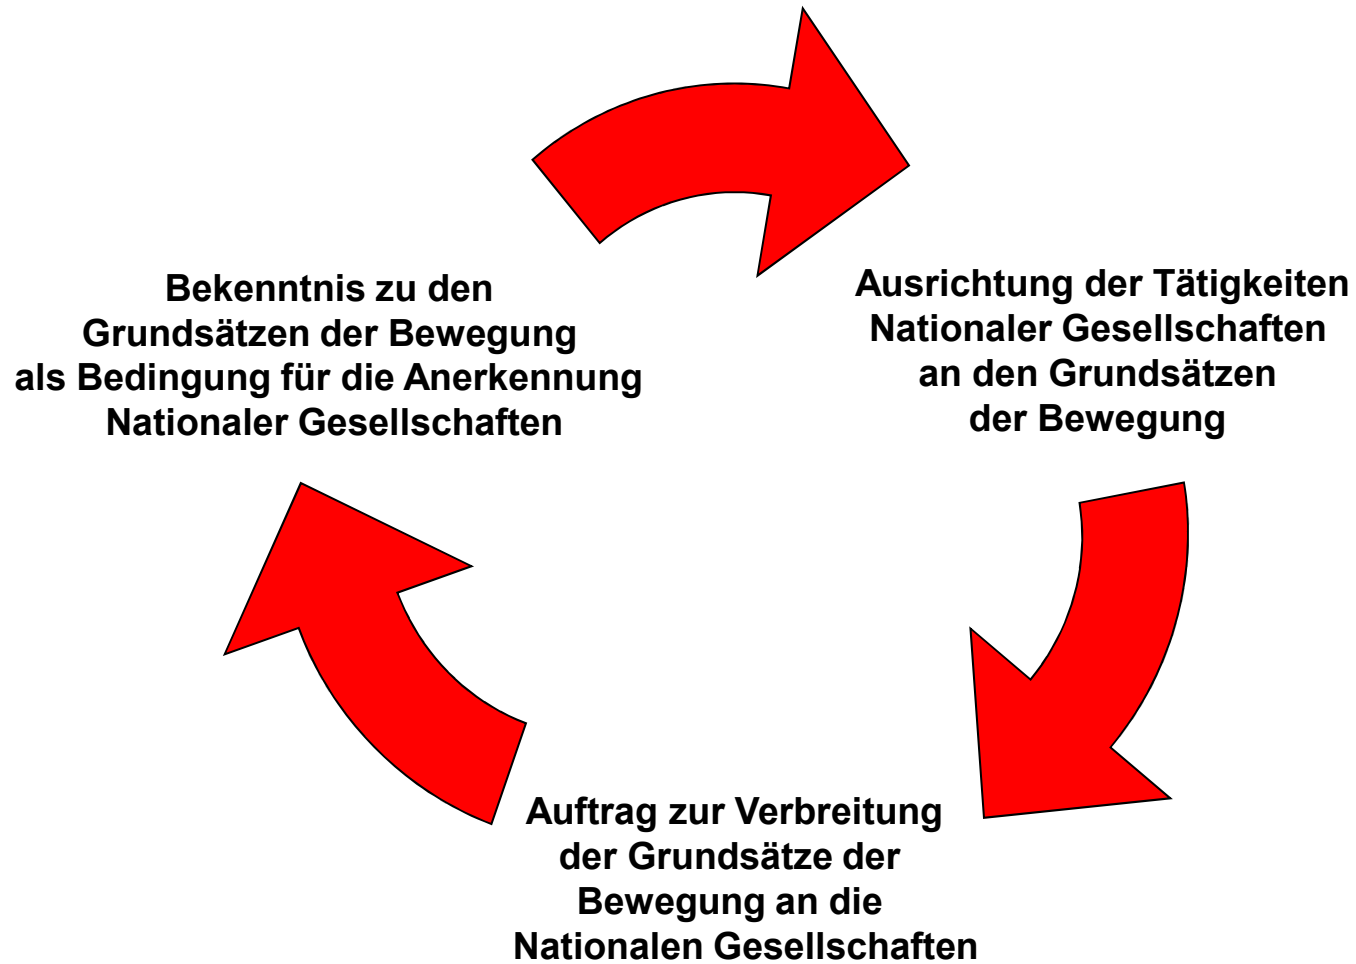 Bekenntnis zu den
Grundsätzen der Bewegung
als Bedingung für die Anerkennung
Nationaler Gesellschaften
Ausrichtung der Tätigkeiten
Nationaler Gesellschaften
an den Grundsätzen
der Bewegung
Auftrag zur Verbreitung
der Grundsätze der
Bewegung an die
Nationalen Gesellschaften